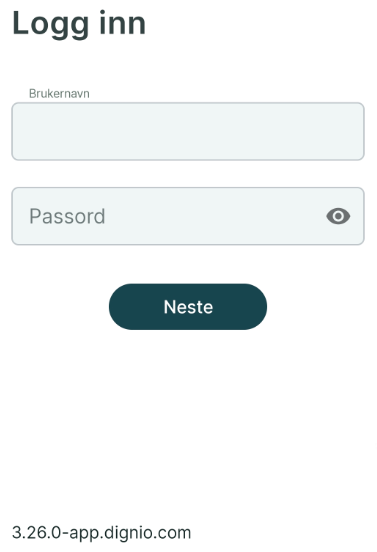 Logg inn
Brukernavn
Passord
Neste
3.26.0-app.dignio.com